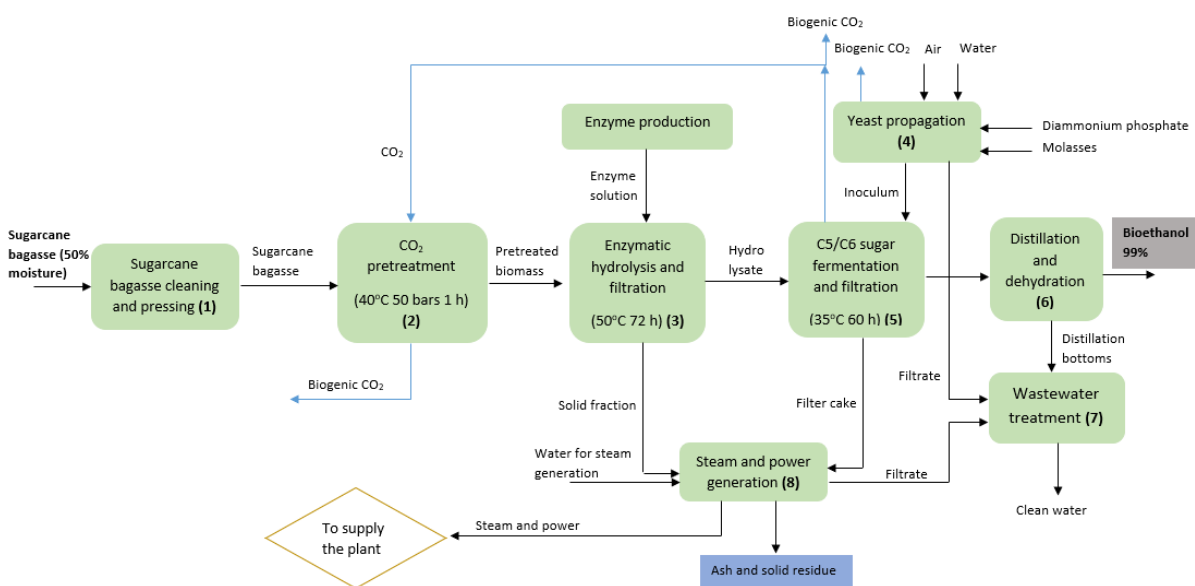 Biogenic CO₂
Biogenic CO₂
Air
Water
Enzyme production
Yeast propagation
(4)
Diammonium phosphate
Molasses
CO₂
Enzyme
solution
Inoculum
Sugarcane
bagasse (50%
moisture)
Sugarcane
bagasse cleaning
and pressing (1)
Sugarcane
bagasse
CO₂
pretreatment
(40°C 50 bars 1 h)
(2)
Pretreated
biomass
Enzymatic
hydrolysis and
filtration
(50°C 72 h) (3)
Hydro
lysate
C5/C6 sugar
fermentation
and filtration
(35°C 60 h) (5)
Distillation
and
dehydration
(6)
Bioethanol
99%
Biogenic CO₂
Solid fraction
Filter cake
Filtrate
Distillation
bottoms
Wastewater
treatment (7)
Water for steam
generation
Steam and power
generation (8)
Filtrate
Clean water
To supply
the plant
Steam and power
Ash and solid residue